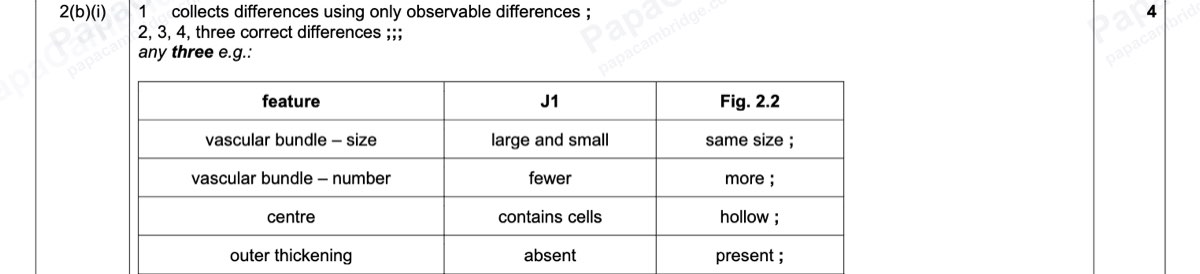 2(b)(i) 1 collects differences using only observable differences ; 4
2, 3, 4, three correct differences ;;;
any three e.g.:
feature J1 Fig. 2.2
vascular bundle – size large and small same size ;
vascular bundle – number fewer more ;
centre contains cells hollow ;
outer thickening absent present ;